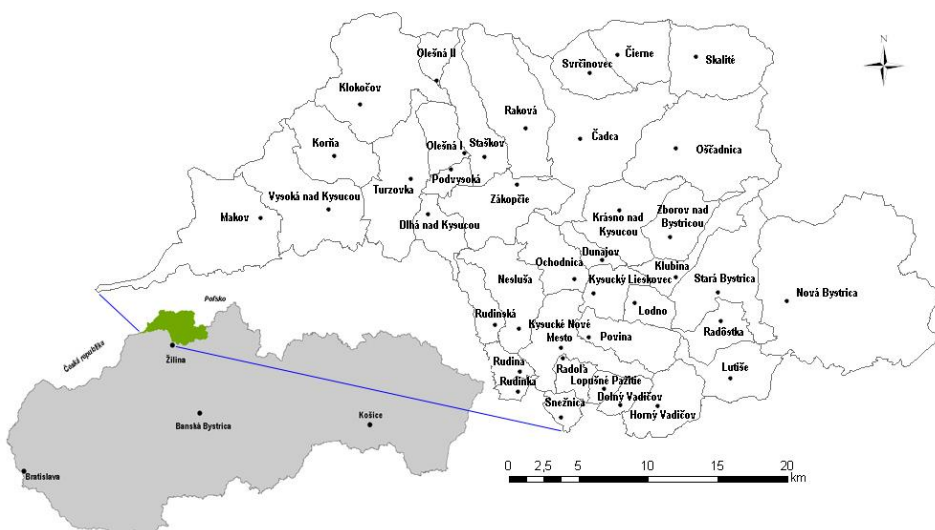 Olešná II
Čierne
Svrčinovec
Skalité
N
Klokočov
Raková
Čadca
Korňa
Olešná I
Staškov
Oščadnica
Podvysoká
Turzovka
Vysoká nad Kysucou
Zákopčie
Makov
Dlhá nad Kysucou
Krásno nad
Kysucou
Zborov nad
Bystricou
Dunajov
Ochodnica
Klubina
Nesluša
Kysucký Lieskovec
Stará Bystrica
Nová Bystrica
Lodno
Rudinská
Kysucké Nové
Mesto
Povina
Radôstka
Rudina
Radoľa
Lutiše
Rudinka
Lopušné Pažitie
Dolný Vadičov
Snežnica
Horný Vadičov
Poľsko
Česká republika
Žilina
Banská Bystrica
Košice
Bratislava
0 2,5 5 10 15 20
km